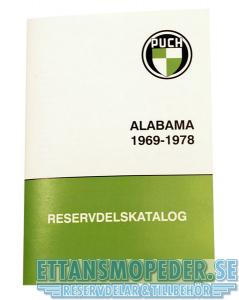 PUCH
ALABAMA
1969-1978
RESERVDELSKATALOG
ETTANSMOPEDER.SE
RESERVDELAR & TILLBEHÖR